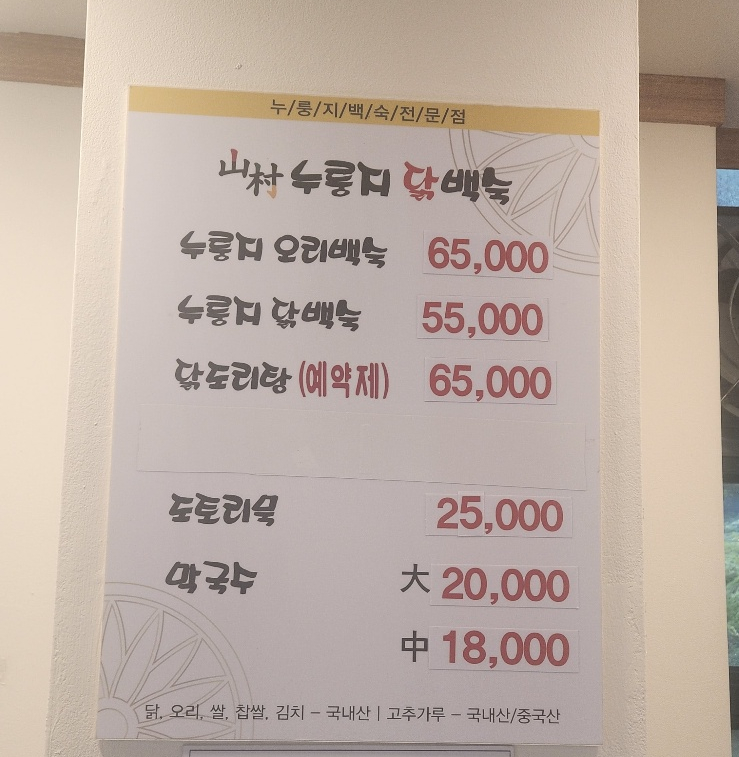 누/룽/지/백/숙/전/문/점
山村 누룽지 닭백숙
누룽지 오리백숙 65,000
누룽지 닭백숙 55,000
닭도리탕 (예약제) 65,000
도토리묵 25,000
막국수 大 20,000
中 18,000
닭, 오리, 쌀, 찹쌀, 김치 – 국내산 | 고추가루 – 국내산/중국산